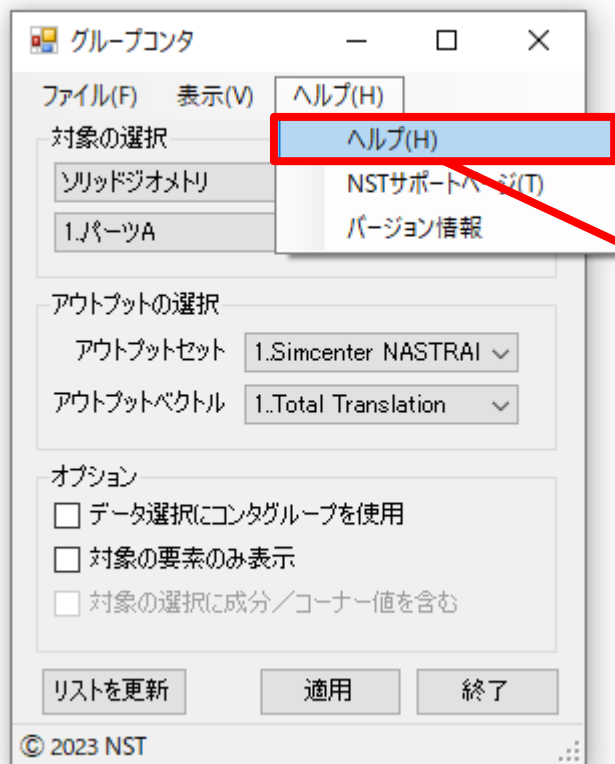 グループコンタ
ファイル(F) 表示(V) ヘルプ(H)
ヘルプ(H)
NSTサポートページ(T)
バージョン情報
対象の選択
ソリッドジオメトリ
1..パーツA
アウトプットの選択
アウトプットセット 1..Simcenter NASTRAI
アウトプットベクトル 1..Total Translation
オプション
データ選択にコンタグループを使用
対象の要素のみ表示
対象の選択に成分/コーナー値を含む
リストを更新 適用 終了
© 2023 NST